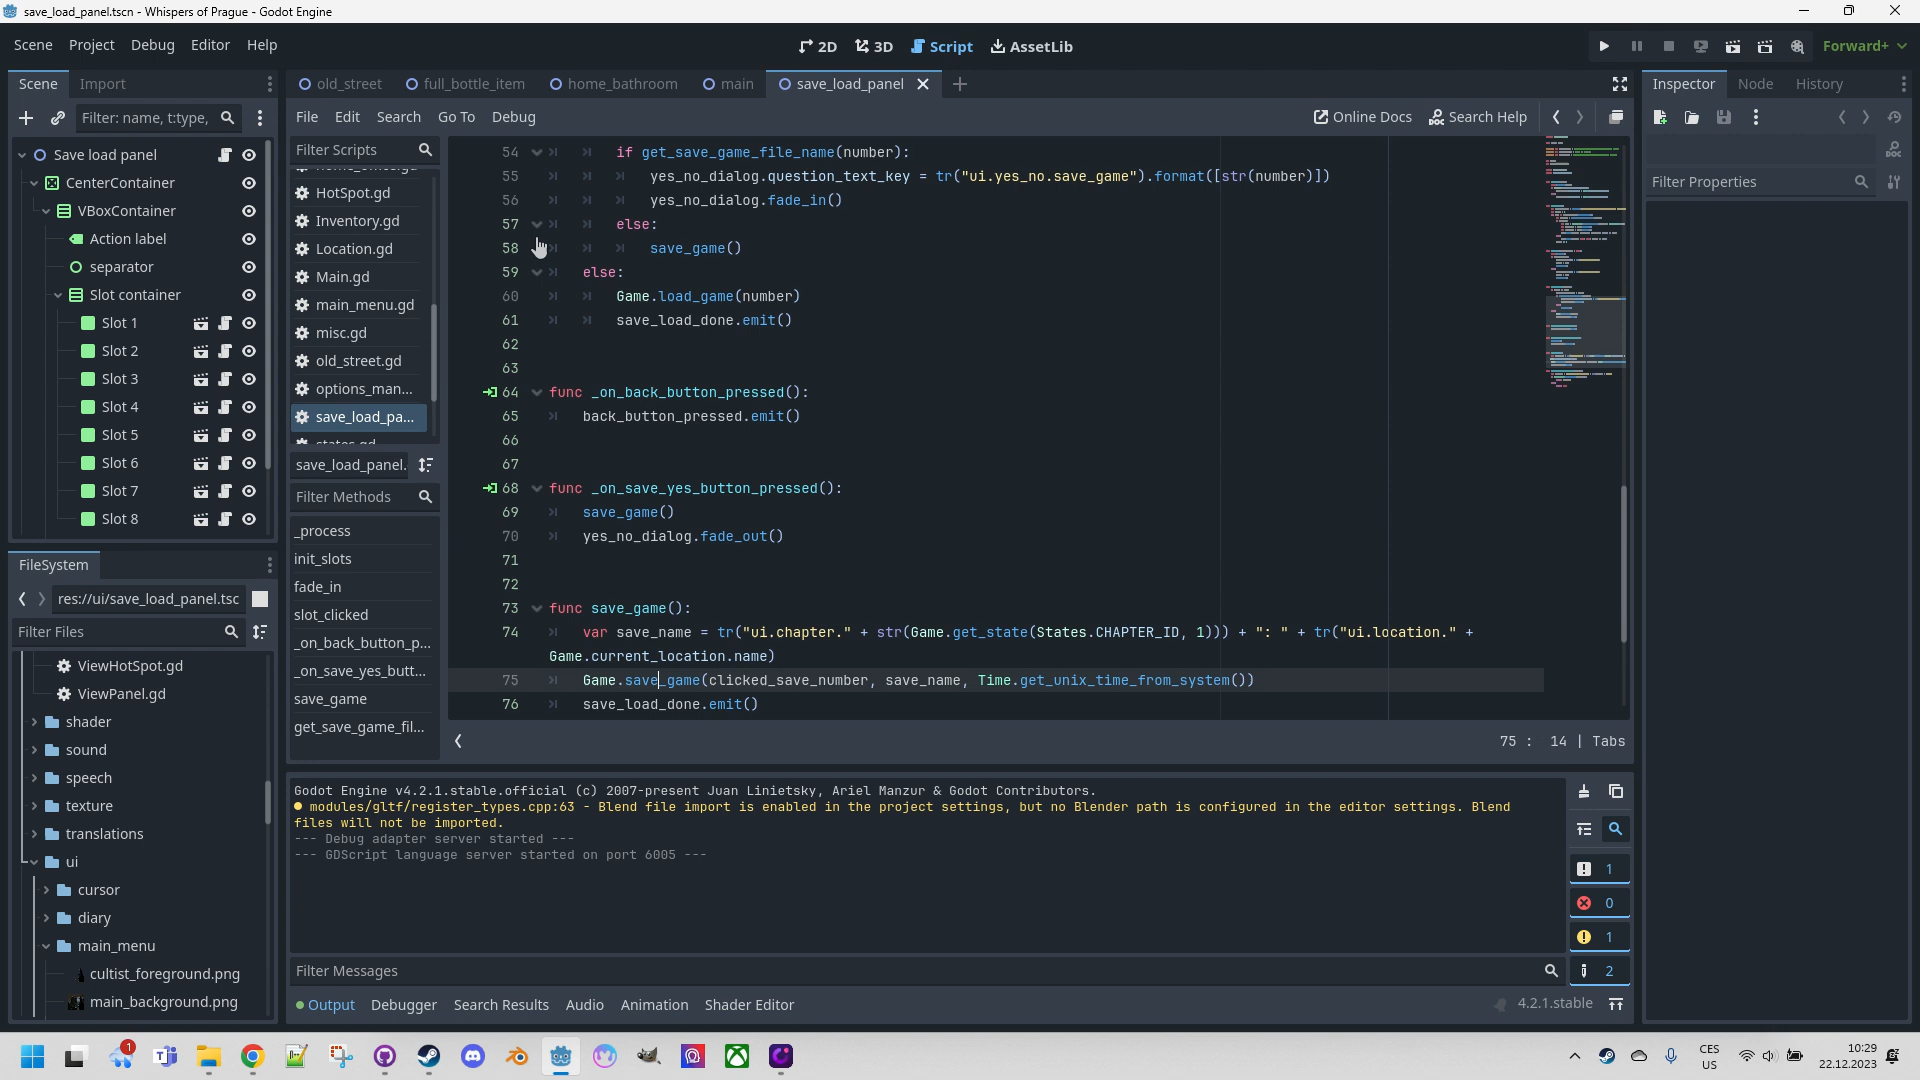 save_load_panel.tscn - Whispers of Prague - Godot Engine
Scene Project Debug Editor Help
2D 3D Script AssetLib
Forward+
Scene Import
Filter: name, t:type,
Save load panel
CenterContainer
VBoxContainer
Action label
separator
Slot container
Slot 1
Slot 2
Slot 3
Slot 4
Slot 5
Slot 6
Slot 7
Slot 8
FileSystem
res://ui/save_load_panel.tsc
Filter Files
ViewHotSpot.gd
ViewPanel.gd
shader
sound
speech
texture
translations
ui
cursor
diary
main_menu
cultist_foreground.png
main_background.png
old_street full_bottle_item home_bathroom main save_load_panel
File Edit Search Go To Debug
Online Docs Search Help
Filter Scripts
HotSpot.gd
Inventory.gd
Location.gd
Main.gd
main_menu.gd
misc.gd
old_street.gd
options_man...
save_load_pa...
states.gd
save_load_panel.
Filter Methods
_process
init_slots
fade_in
slot_clicked
_on_back_button_p...
_on_save_yes_butt...
save_game
get_save_game_fil...
54 if get_save_game_file_name(number):
55 yes_no_dialog.question_text_key = tr("ui.yes_no.save_game").format([str(number)])
56 yes_no_dialog.fade_in()
57 else:
58 save_game()
59 else:
60 Game.load_game(number)
61 save_load_done.emit()
62
63
64 func _on_back_button_pressed():
65 back_button_pressed.emit()
66
67
68 func _on_save_yes_button_pressed():
69 save_game()
70 yes_no_dialog.fade_out()
71
72
73 func save_game():
74 var save_name = tr("ui.chapter." + str(Game.get_state(States.CHAPTER_ID, 1))) + ": " + tr("ui.location." +
Game.current_location.name)
75 Game.save_game(clicked_save_number, save_name, Time.get_unix_time_from_system())
76 save_load_done.emit()
75 : 14 | Tabs
Godot Engine v4.2.1.stable.official (c) 2007-present Juan Linietsky, Ariel Manzur & Godot Contributors.
modules/gltf/register_types.cpp:63 - Blend file import is enabled in the project settings, but no Blender path is configured in the editor settings. Blend
files will not be imported.
--- Debug adapter server started ---
--- GDScript language server started on port 6005 ---
1
0
1
2
Filter Messages
Output Debugger Search Results Audio Animation Shader Editor
4.2.1.stable
Inspector Node History
Filter Properties
1
CES
US
10:29
22.12.2023